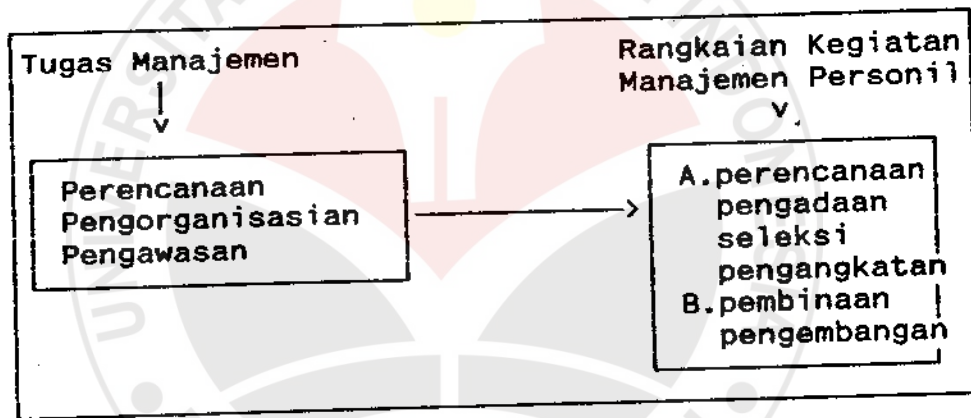 Tugas Manajemen
Rangkaian Kegiatan
Manajemen Personil
Perencanaan
Pengorganisasian
Pengawasan
A.perencanaan
pengadaan
seleksi
pengangkatan
B.pembinaan
pengembangan